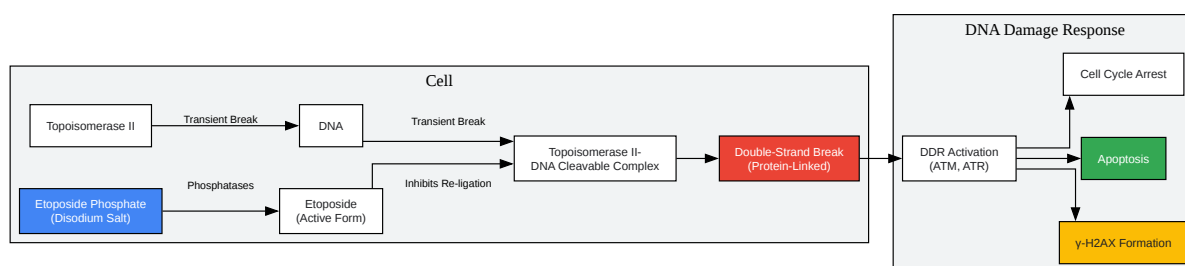 DNA Damage Response
Cell
Cell Cycle Arrest
Topoisomerase II
Transient Break
DNA
Transient Break
Topoisomerase II-
DNA Cleavable Complex
Double-Strand Break
(Protein-Linked)
DDR Activation
(ATM, ATR)
Apoptosis
Etoposide Phosphate
(Disodium Salt)
Phosphatases
Etoposide
(Active Form)
Inhibits Re-ligation
γ-H2AX Formation